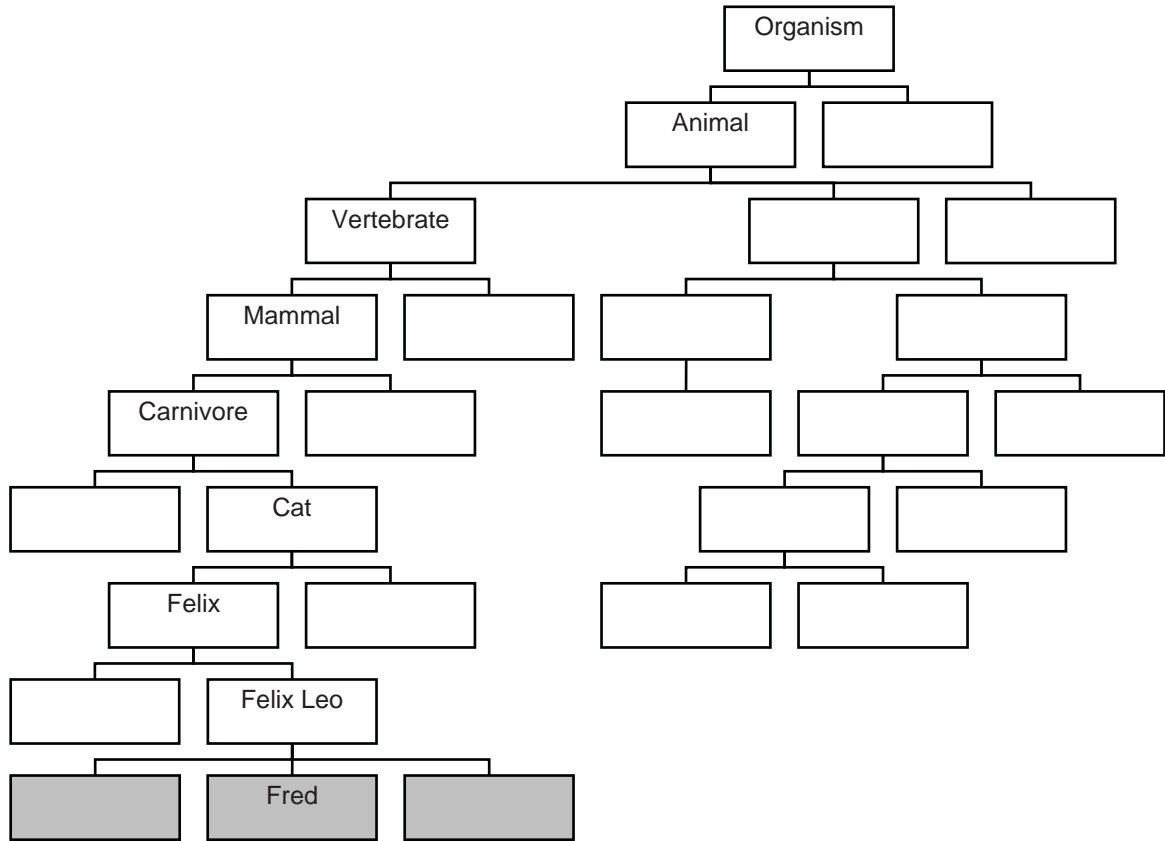 Organism
Animal
Vertebrate
Mammal
Carnivore
Cat
Felix
Felix Leo
Fred